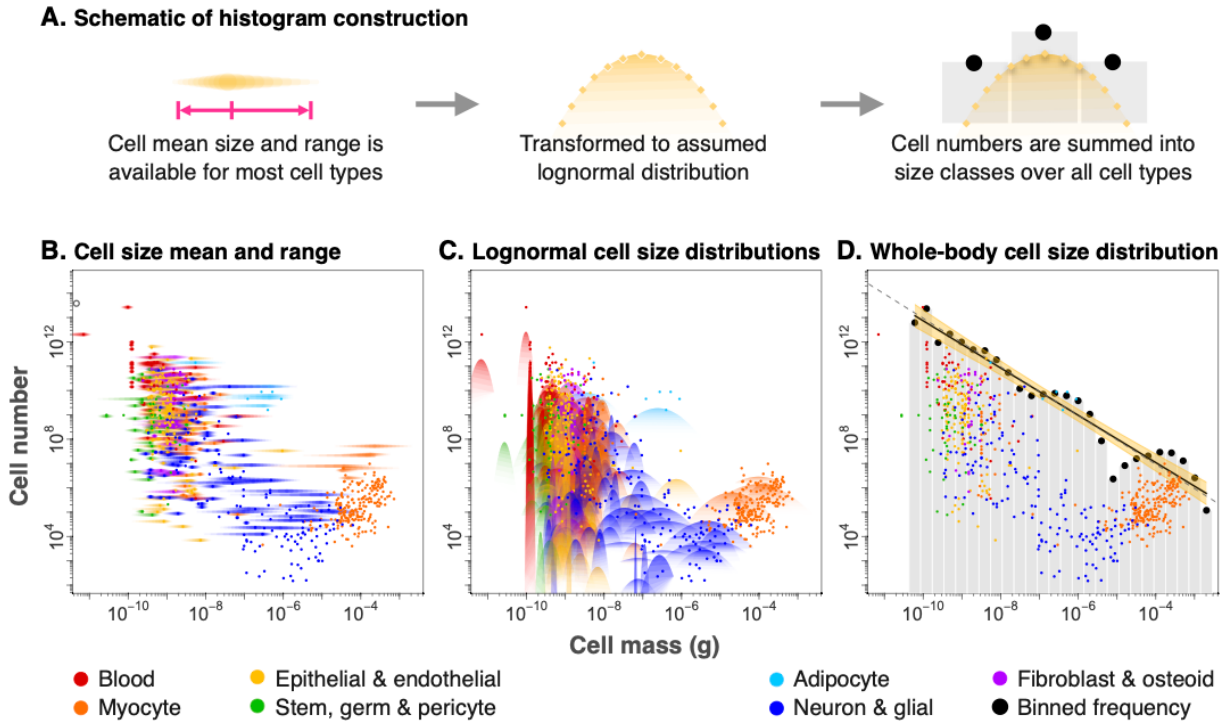 A. Schematic of histogram construction
Cell mean size and range is
available for most cell types
Transformed to assumed
lognormal distribution
Cell numbers are summed into
size classes over all cell types
B. Cell size mean and range
C. Lognormal cell size distributions
D. Whole-body cell size distribution
Cell number
10^12
10^8
10^4
10^12
10^8
10^4
10^12
10^8
10^4
10^−10 10^−8 10^−6 10^−4
10^−10 10^−8 10^−6 10^−4
10^−10 10^−8 10^−6 10^−4
Cell mass (g)
Blood
Epithelial & endothelial
Adipocyte
Fibroblast & osteoid
Myocyte
Stem, germ & pericyte
Neuron & glial
Binned frequency